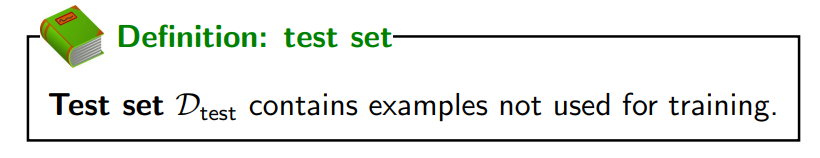 Definition: test set
Test set 𝒟test contains examples not used for training.